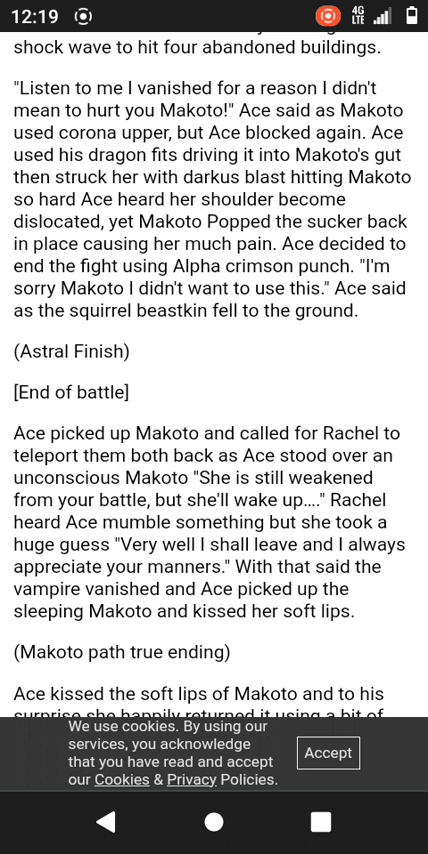 12:19
4G
LTE
shock wave to hit four abandoned buildings.
"Listen to me I vanished for a reason I didn't
mean to hurt you Makoto!" Ace said as Makoto
used corona upper, but Ace blocked again. Ace
used his dragon fits driving it into Makoto's gut
then struck her with darkus blast hitting Makoto
so hard Ace heard her shoulder become
dislocated, yet Makoto Popped the sucker back
in place causing her much pain. Ace decided to
end the fight using Alpha crimson punch. "I'm
sorry Makoto I didn't want to use this." Ace said
as the squirrel beastkin fell to the ground.
(Astral Finish)
[End of battle]
Ace picked up Makoto and called for Rachel to
teleport them both back as Ace stood over an
unconscious Makoto "She is still weakened
from your battle, but she'll wake up...." Rachel
heard Ace mumble something but she took a
huge guess "Very well I shall leave and I always
appreciate your manners." With that said the
vampire vanished and Ace picked up the
sleeping Makoto and kissed her soft lips.
(Makoto path true ending)
Ace kissed the soft lips of Makoto and to his
surprise she happily returned it using a bit of
We use cookies. By using our
services, you acknowledge
that you have read and accept
our Cookies & Privacy Policies.
Accept